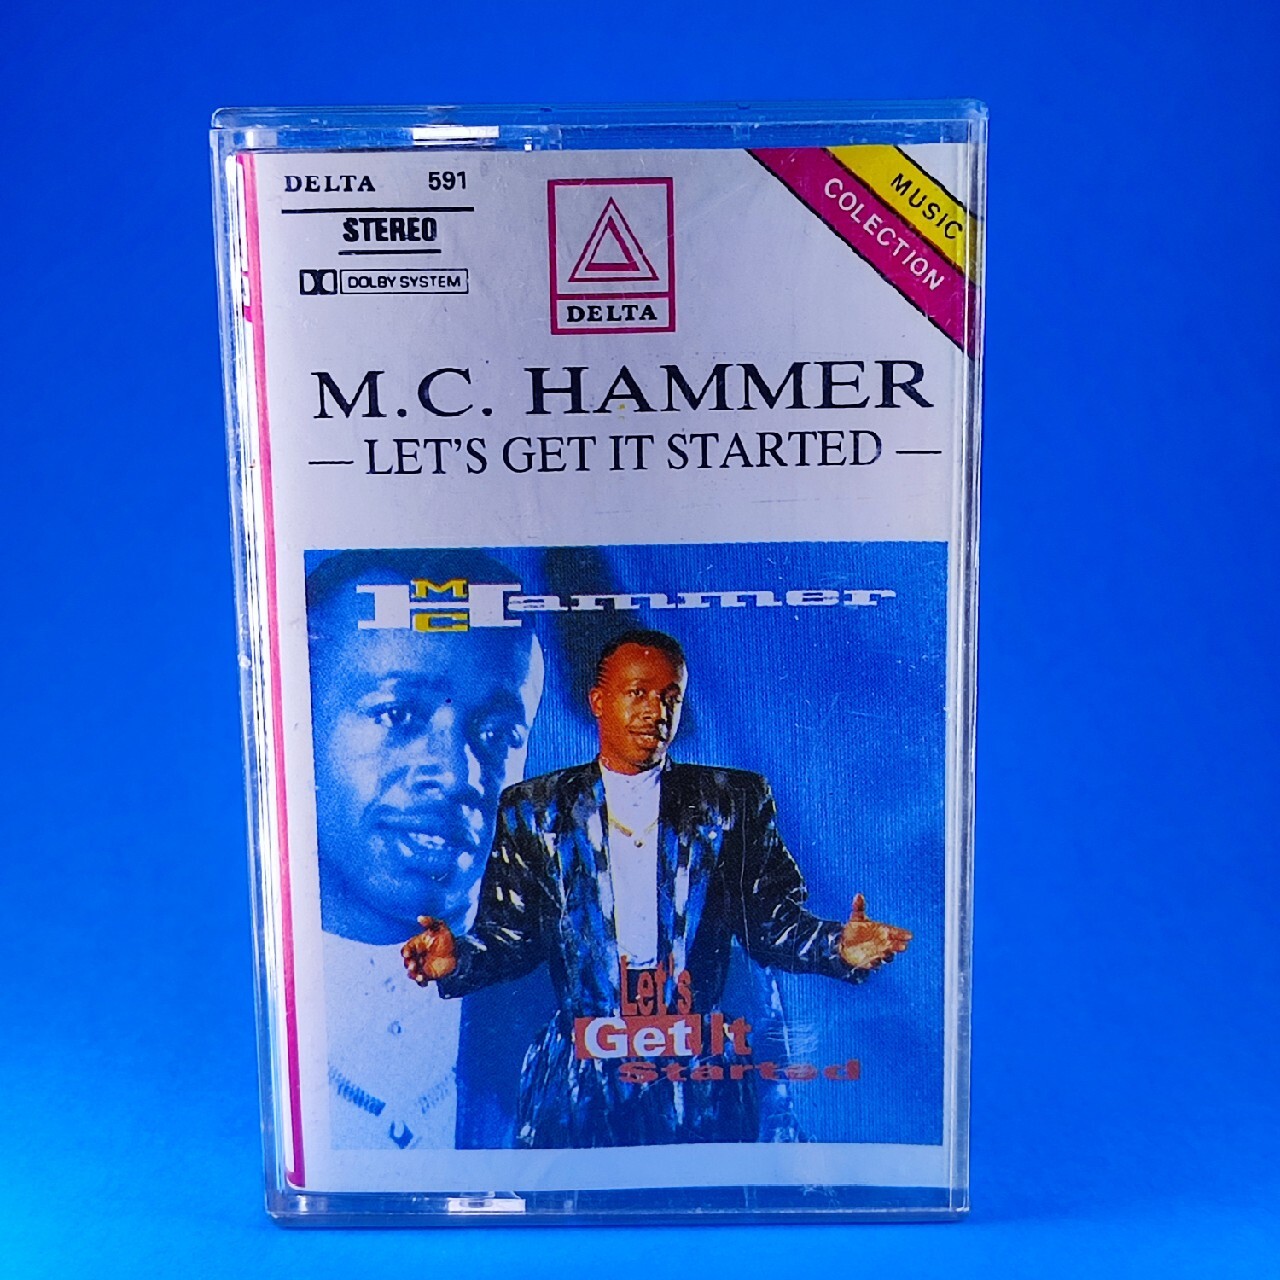 DELTA 591
STEREO
DOLBY SYSTEM
DELTA
MUSIC
COLECTION
M.C. HAMMER
— LET'S GET IT STARTED —
MC Hammer
Let's
Get It
Started